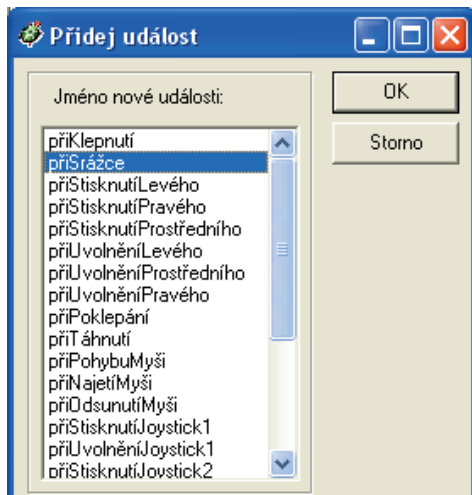 Přidej událost
Jméno nové události:
OK
Storno
přiKlepnutí
přiSrážce
přiStisknutíLevého
přiStisknutíPravého
přiStisknutíProstředního
přiUvolněníLevého
přiUvolněníProstředního
přiUvolněníPravého
přiPoklepání
přiTáhnutí
přiPohybuMyši
přiNajetíMyši
přiOdsunutíMyši
přiStisknutíJoystick1
přiUvolněníJoystick1
přiStisknutíJoystick2